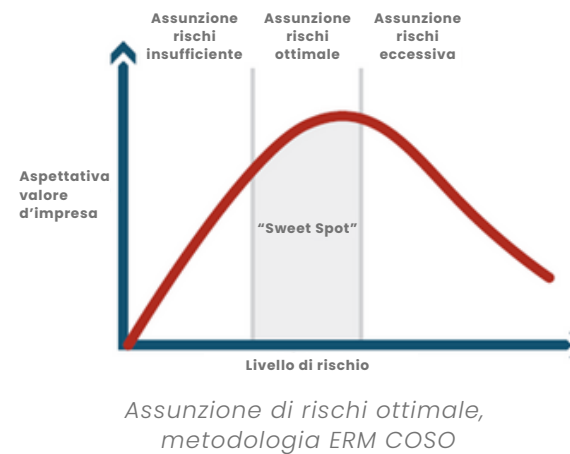 Assunzione
rischi
insufficiente
Assunzione
rischi
ottimale
Assunzione
rischi
eccessiva
Aspettativa
valore
d’impresa
“Sweet Spot”
Livello di rischio
Assunzione di rischi ottimale,
metodologia ERM COSO